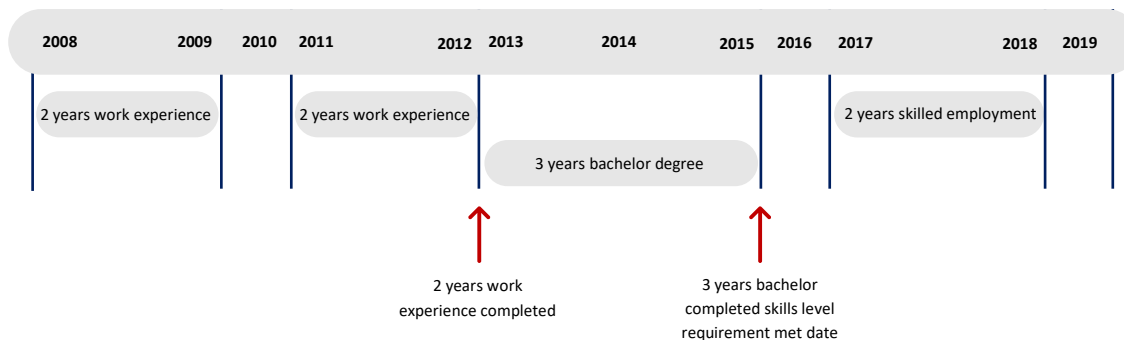 2008 2009 2010 2011 2012 2013 2014 2015 2016 2017 2018 2019
2 years work experience
2 years work experience
2 years skilled employment
3 years bachelor degree
2 years work
experience completed
3 years bachelor
completed skills level
requirement met date